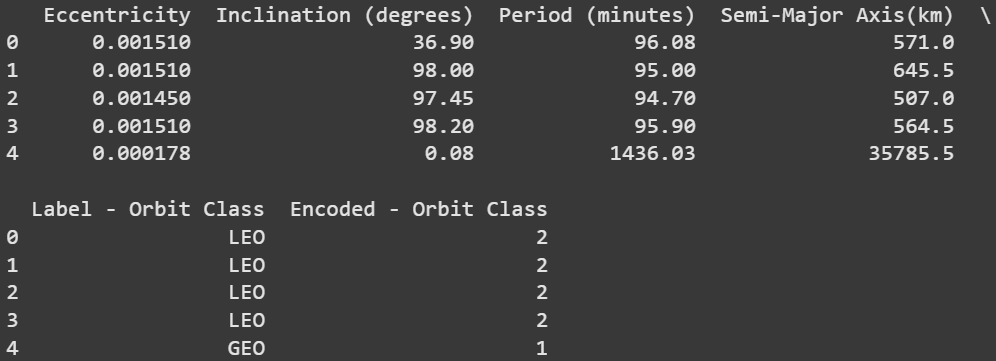 Eccentricity  Inclination (degrees)  Period (minutes)  Semi-Major Axis(km)  \
0      0.001510                  36.90             96.08                571.0
1      0.001510                  98.00             95.00                645.5
2      0.001450                  97.45             94.70                507.0
3      0.001510                  98.20             95.90                564.5
4      0.000178                   0.08           1436.03              35785.5

  Label - Orbit Class  Encoded - Orbit Class
0                 LEO                      2
1                 LEO                      2
2                 LEO                      2
3                 LEO                      2
4                 GEO                      1